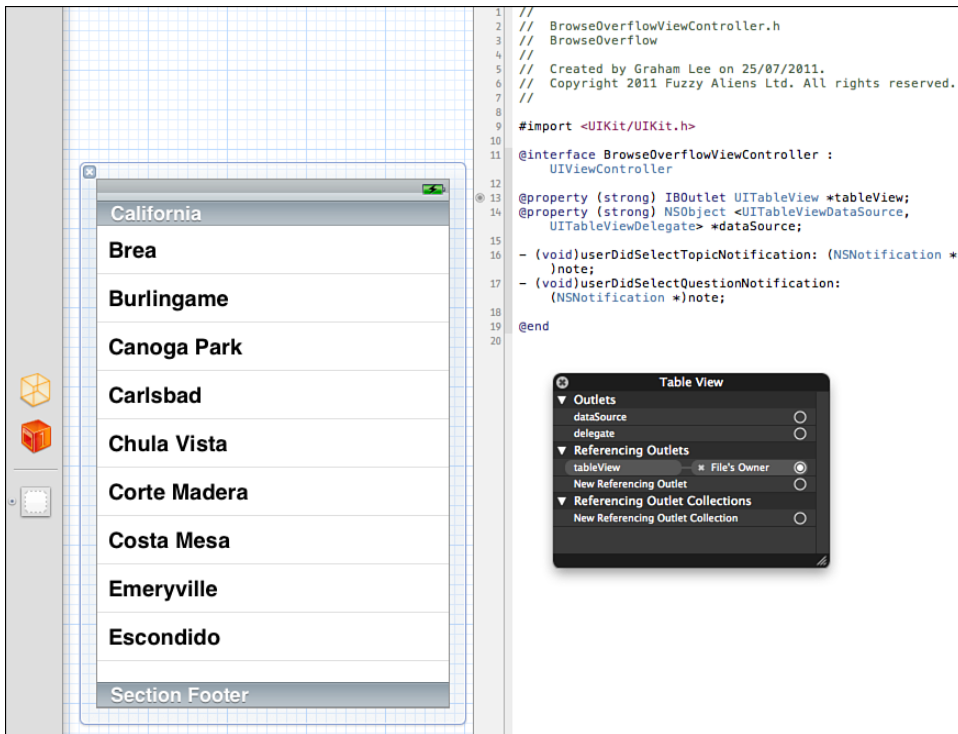 California
Brea
Burlingame
Canoga Park
Carlsbad
Chula Vista
Corte Madera
Costa Mesa
Emeryville
Escondido
Section Footer
1 //
2 // BrowseOverflowViewController.h
3 // BrowseOverflow
4 //
5 // Created by Graham Lee on 25/07/2011.
6 // Copyright 2011 Fuzzy Aliens Ltd. All rights reserved.
7 //
8
9 #import <UIKit/UIKit.h>
10
11 @interface BrowseOverflowViewController :
UIViewController
12
13 @property (strong) IBOutlet UITableView *tableView;
14 @property (strong) NSObject <UITableViewDataSource,
UITableViewDelegate> *dataSource;
15
16 - (void)userDidSelectTopicNotification: (NSNotification *
)note;
17 - (void)userDidSelectQuestionNotification:
(NSNotification *)note;
18
19 @end
20
Table View
▼ Outlets
dataSource
delegate
▼ Referencing Outlets
tableView × File's Owner
New Referencing Outlet
▼ Referencing Outlet Collections
New Referencing Outlet Collection